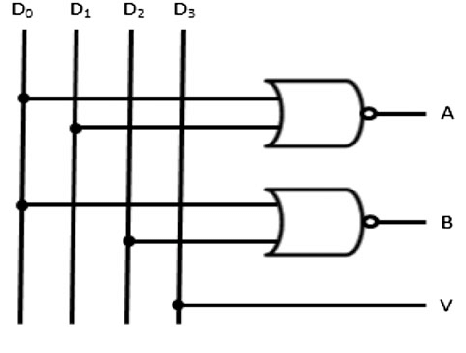 D₀ D₁ D₂ D₃
A
B
V